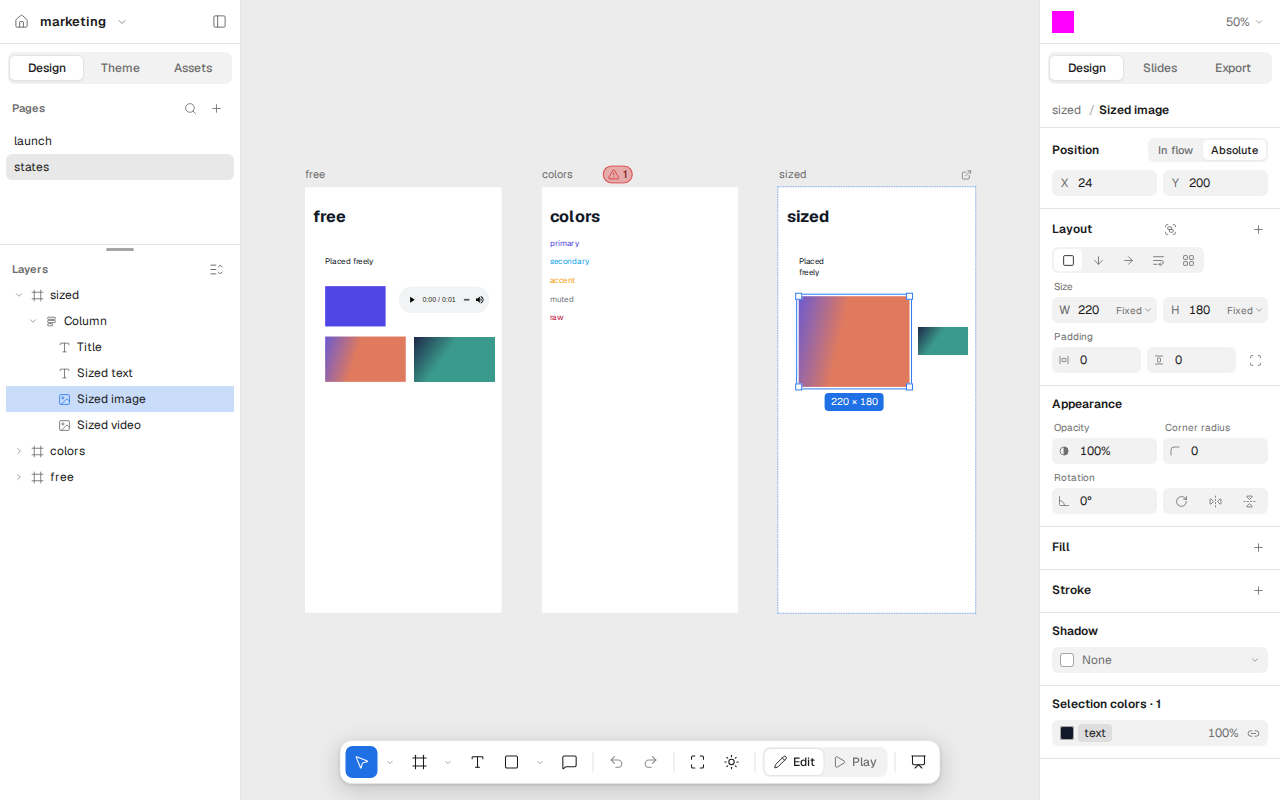 marketing
Design Theme Assets
Pages
launch
states
Layers
sized
Column
Title
Sized text
Sized image
Sized video
colors
free
free
free
Placed freely
0:00 / 0:01
colors 1
colors
primary
secondary
accent
muted
raw
sized
sized
Placed
freely
220 × 180
Edit Play
50%
Design Slides Export
sized / Sized image
Position In flow Absolute
X 24 Y 200
Layout
Size
W 220 Fixed H 180 Fixed
Padding
0 0
Appearance
Opacity Corner radius
100% 0
Rotation
0°
Fill
Stroke
Shadow
None
Selection colors · 1
text 100%